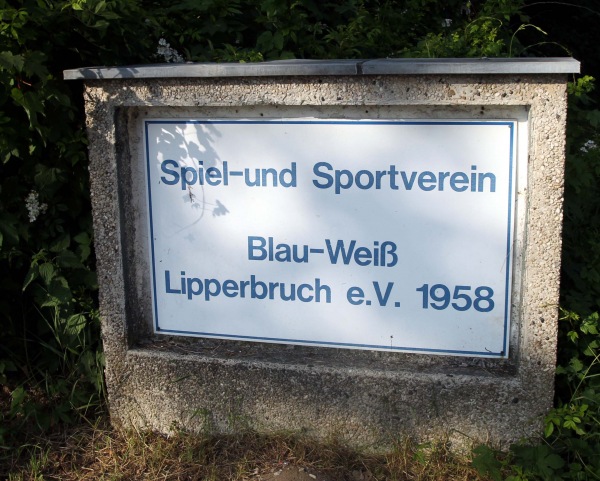 Spiel-und Sportverein
Blau-Weiß
Lipperbruch e.V. 1958